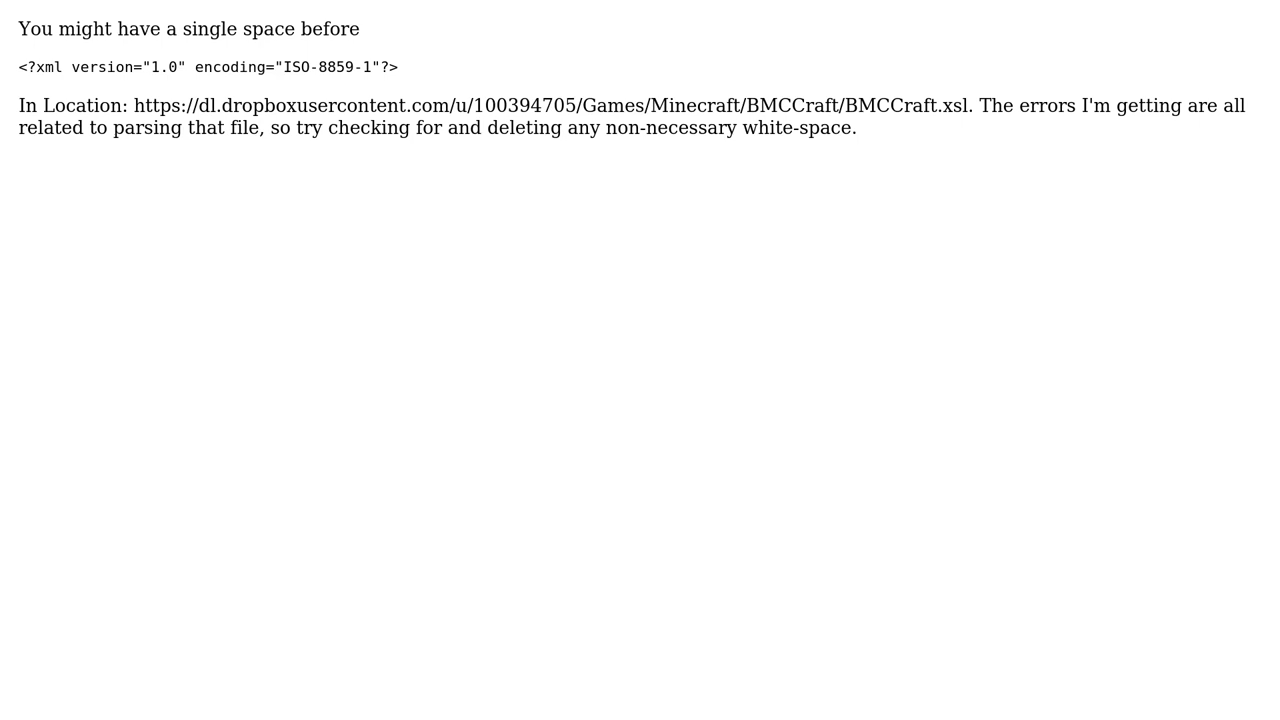 You might have a single space before
<?xml version="1.0" encoding="ISO-8859-1"?>
In Location: https://dl.dropboxusercontent.com/u/100394705/Games/Minecraft/BMCCraft/BMCCraft.xsl. The errors I'm getting are all
related to parsing that file, so try checking for and deleting any non-necessary white-space.